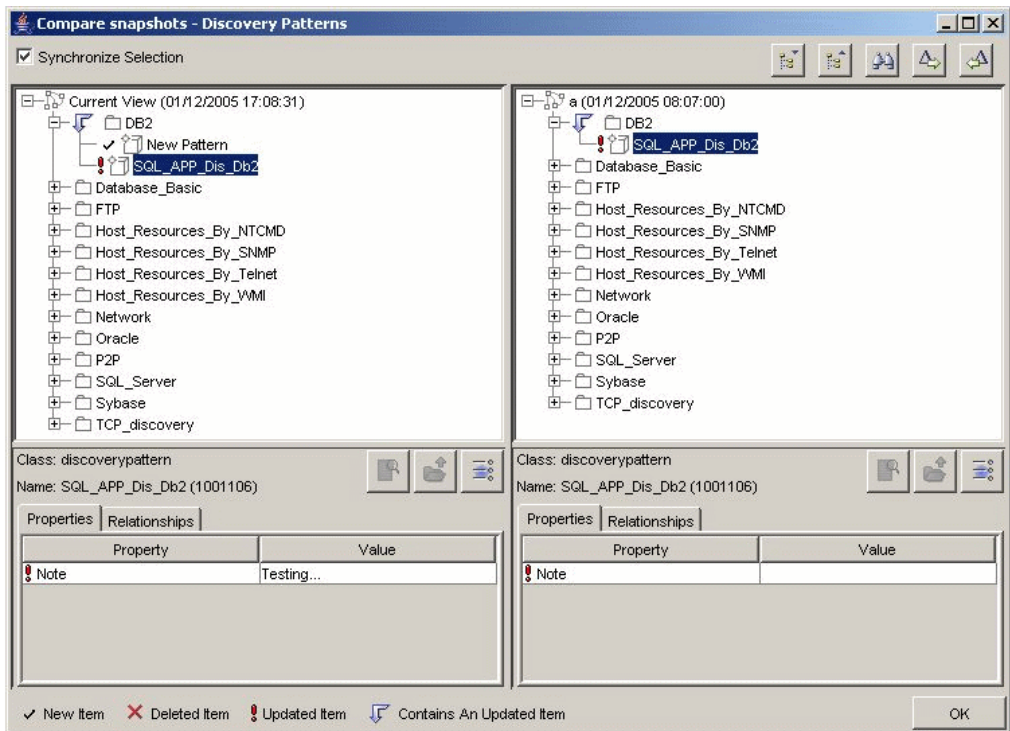 Compare snapshots - Discovery Patterns
Synchronize Selection
Current View (01/12/2005 17:08:31)
DB2
New Pattern
SQL_APP_Dis_Db2
Database_Basic
FTP
Host_Resources_By_NTCMD
Host_Resources_By_SNMP
Host_Resources_By_Telnet
Host_Resources_By_WMI
Network
Oracle
P2P
SQL_Server
Sybase
TCP_discovery
a (01/12/2005 08:07:00)
DB2
SQL_APP_Dis_Db2
Database_Basic
FTP
Host_Resources_By_NTCMD
Host_Resources_By_SNMP
Host_Resources_By_Telnet
Host_Resources_By_WMI
Network
Oracle
P2P
SQL_Server
Sybase
TCP_discovery
Class: discoverypattern
Name: SQL_APP_Dis_Db2 (1001106)
Properties Relationships
Property Value
Note Testing...
Class: discoverypattern
Name: SQL_APP_Dis_Db2 (1001106)
Properties Relationships
Property Value
Note
New Item Deleted Item Updated Item Contains An Updated Item OK